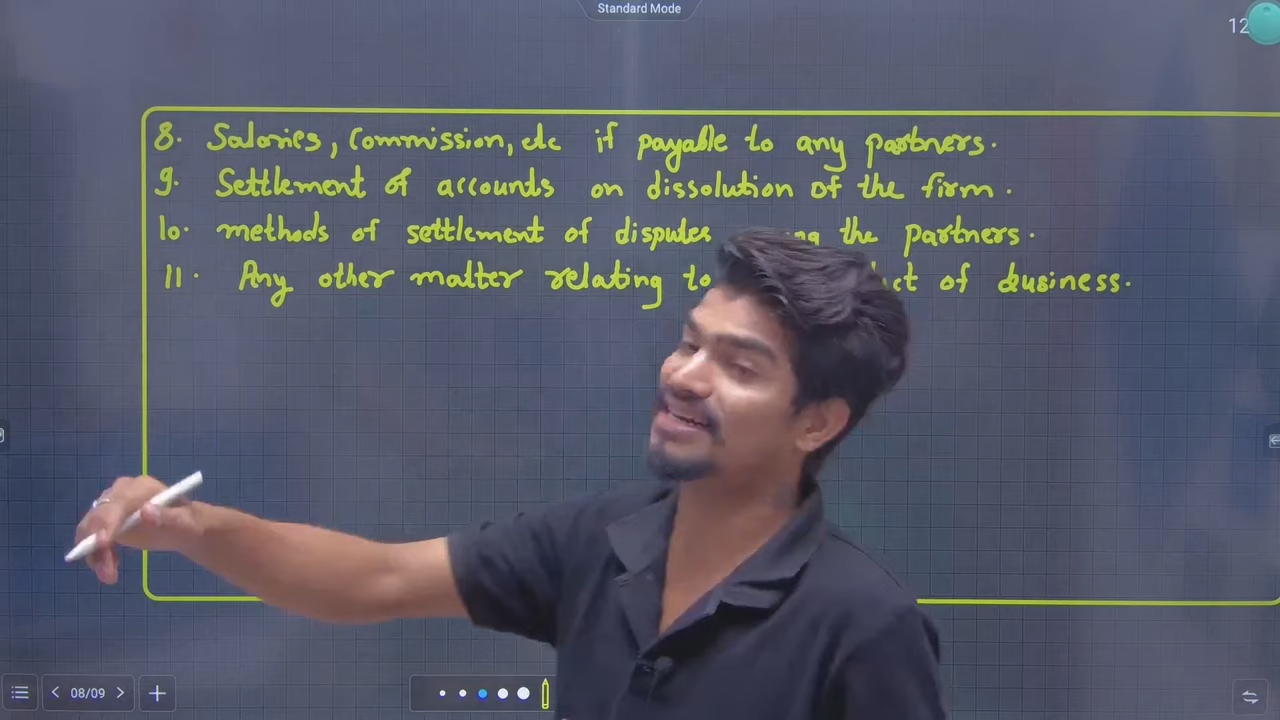 Standard Mode
12
8. Salaries, Commission, etc if payable to any partners.
9. Settlement of accounts on dissolution of the firm.
10. methods of settlement of disputes the partners.
11. Any other matter relating to of business.
08/09